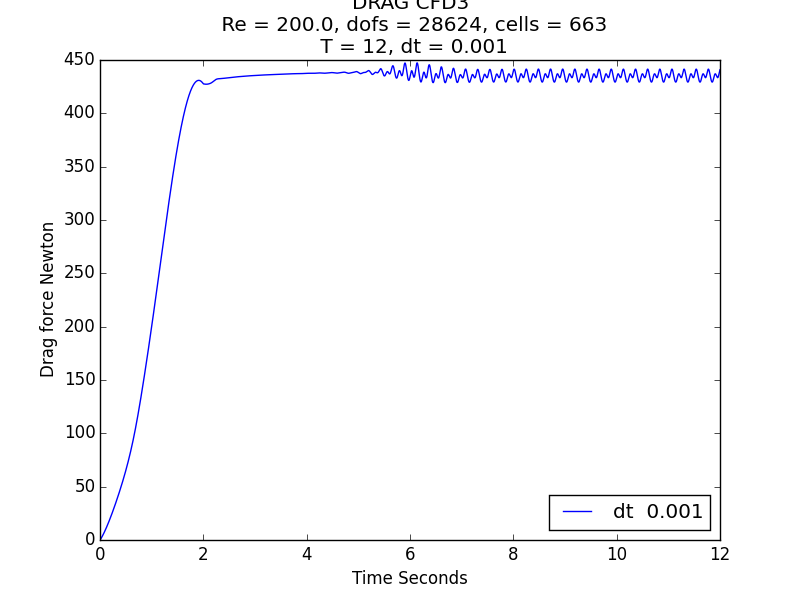 DRAG CFD3
Re = 200.0, dofs = 28624, cells = 663
T = 12, dt = 0.001
450
400
350
300
250
200
150
100
50
0
Drag force Newton
dt  0.001
0 2 4 6 8 10 12
Time Seconds